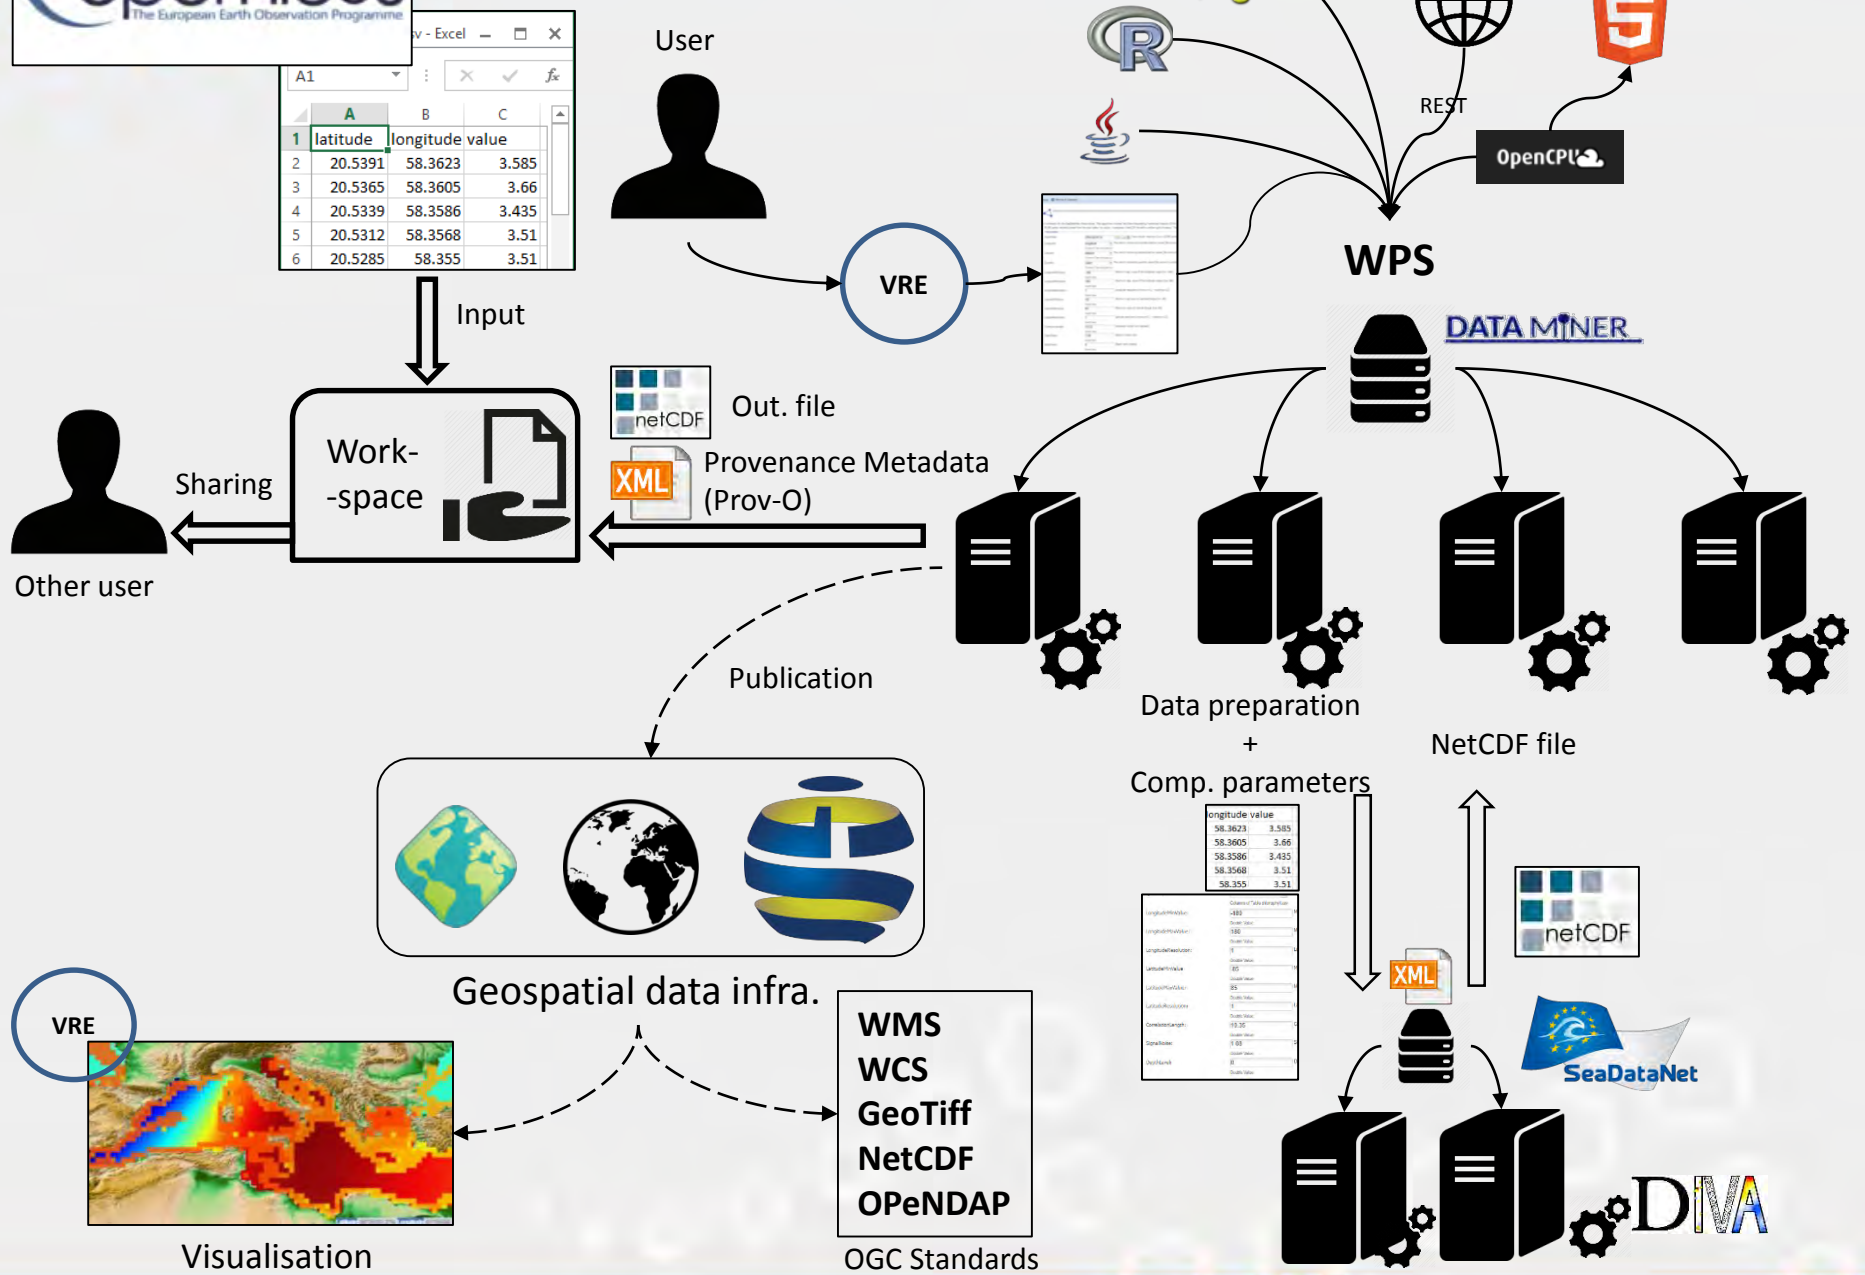 The European Earth Observation Programme
sv - Excel
A1
fx
A B C
1 latitude longitude value
2 20.5391 58.3623 3.585
3 20.5365 58.3605 3.66
4 20.5339 58.3586 3.435
5 20.5312 58.3568 3.51
6 20.5285 58.355 3.51
User
R
REST
5
OpenCPU
VRE
WPS
DATA MINER
Input
netCDF
Out. file
XML
Provenance Metadata
(Prov-O)
Work-
-space
Sharing
Other user
Publication
Data preparation
+
Comp. parameters
NetCDF file
longitude value
58.3623 3.585
58.3605 3.66
58.3586 3.435
58.3568 3.51
58.355 3.51
netCDF
XML
SeaDataNet
DIVA
Geospatial data infra.
VRE
Visualisation
WMS
WCS
GeoTiff
NetCDF
OPeNDAP
OGC Standards